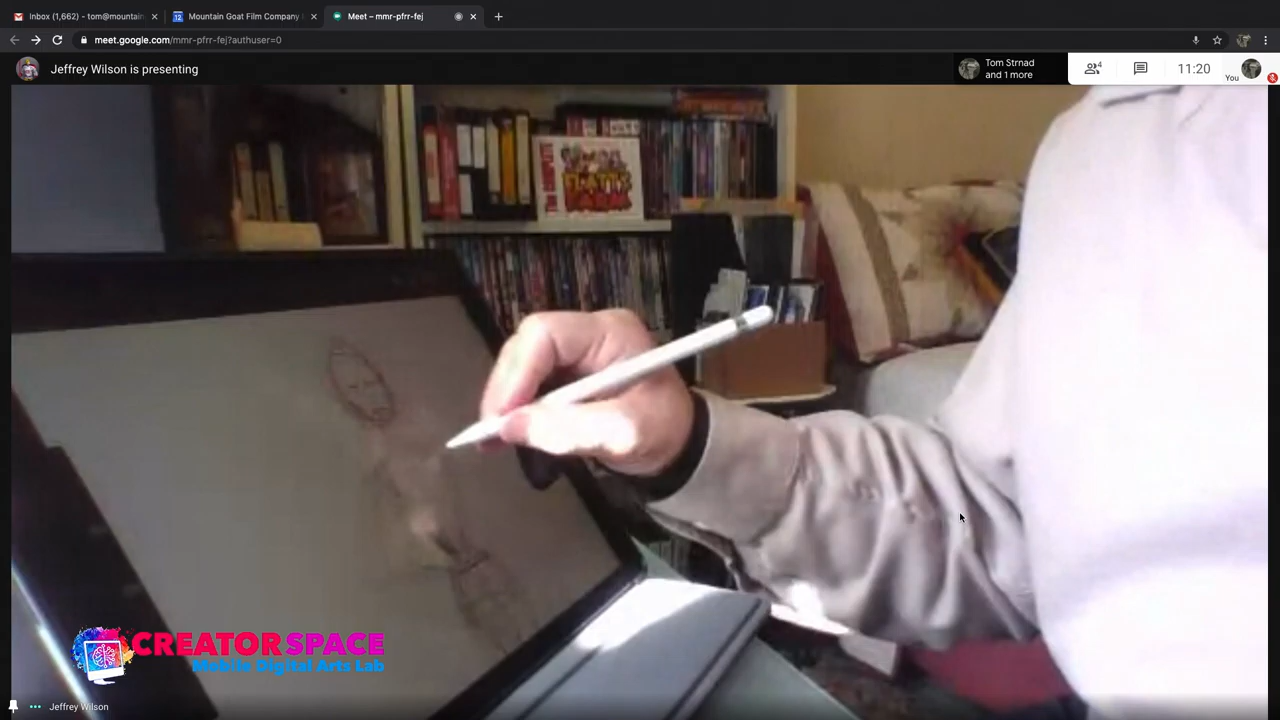 Inbox (1,662) - tom@mountain
Mountain Goat Film Company
Meet – mmr-pfrr-fej
meet.google.com/mmr-pfrr-fej?authuser=0
Jeffrey Wilson is presenting
Tom Strnad
and 1 more
4
11:20
You
CREATORSPACE
Mobile Digital Arts Lab
Jeffrey Wilson